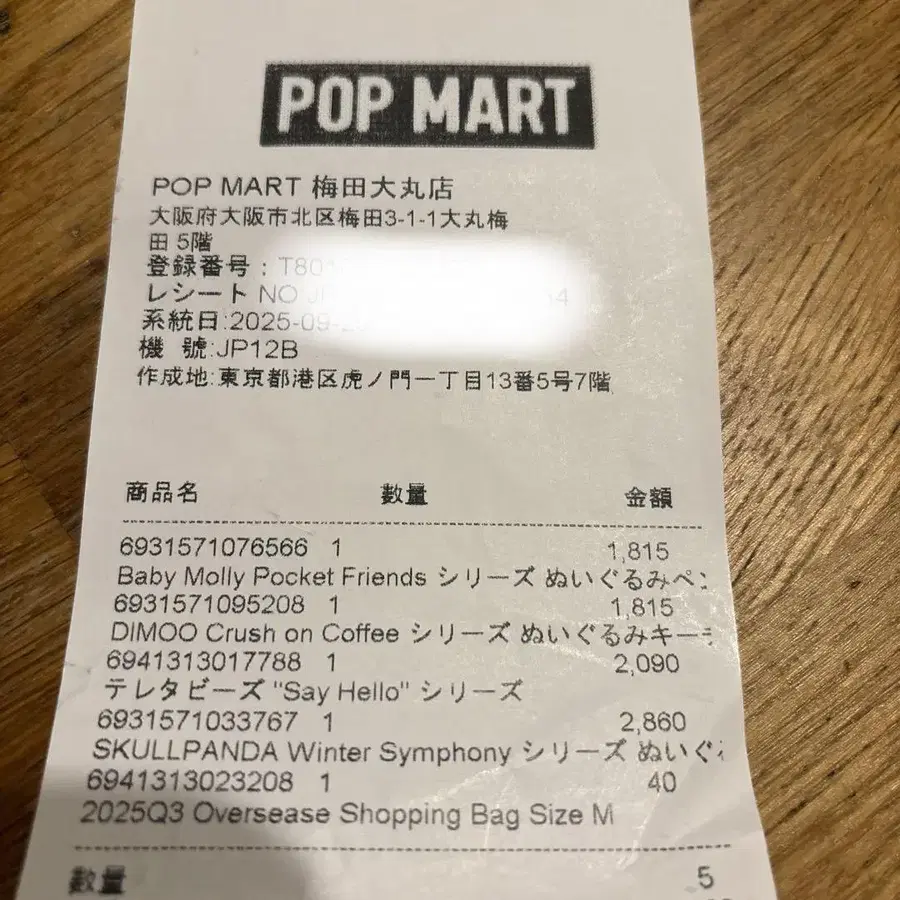 POP MART
POP MART 梅田大丸店
大阪府大阪市北区梅田3-1-1大丸梅
田 5階
登録番号：
レシート NO
系統日:2025-09-
機 號:JP12B
作成地:東京都港区虎ノ門一丁目13番5号7階
商品名 數量 金額
6931571076566 1 1,815
Baby Molly Pocket Friends シリーズ ぬいぐるみペン
6931571095208 1 1,815
DIMOO Crush on Coffee シリーズ ぬいぐるみキー
6941313017788 1 2,090
テレタビーズ "Say Hello" シリーズ
6931571033767 1 2,860
SKULLPANDA Winter Symphony シリーズ ぬいぐ
6941313023208 1 40
2025Q3 Oversease Shopping Bag Size M
數量 5